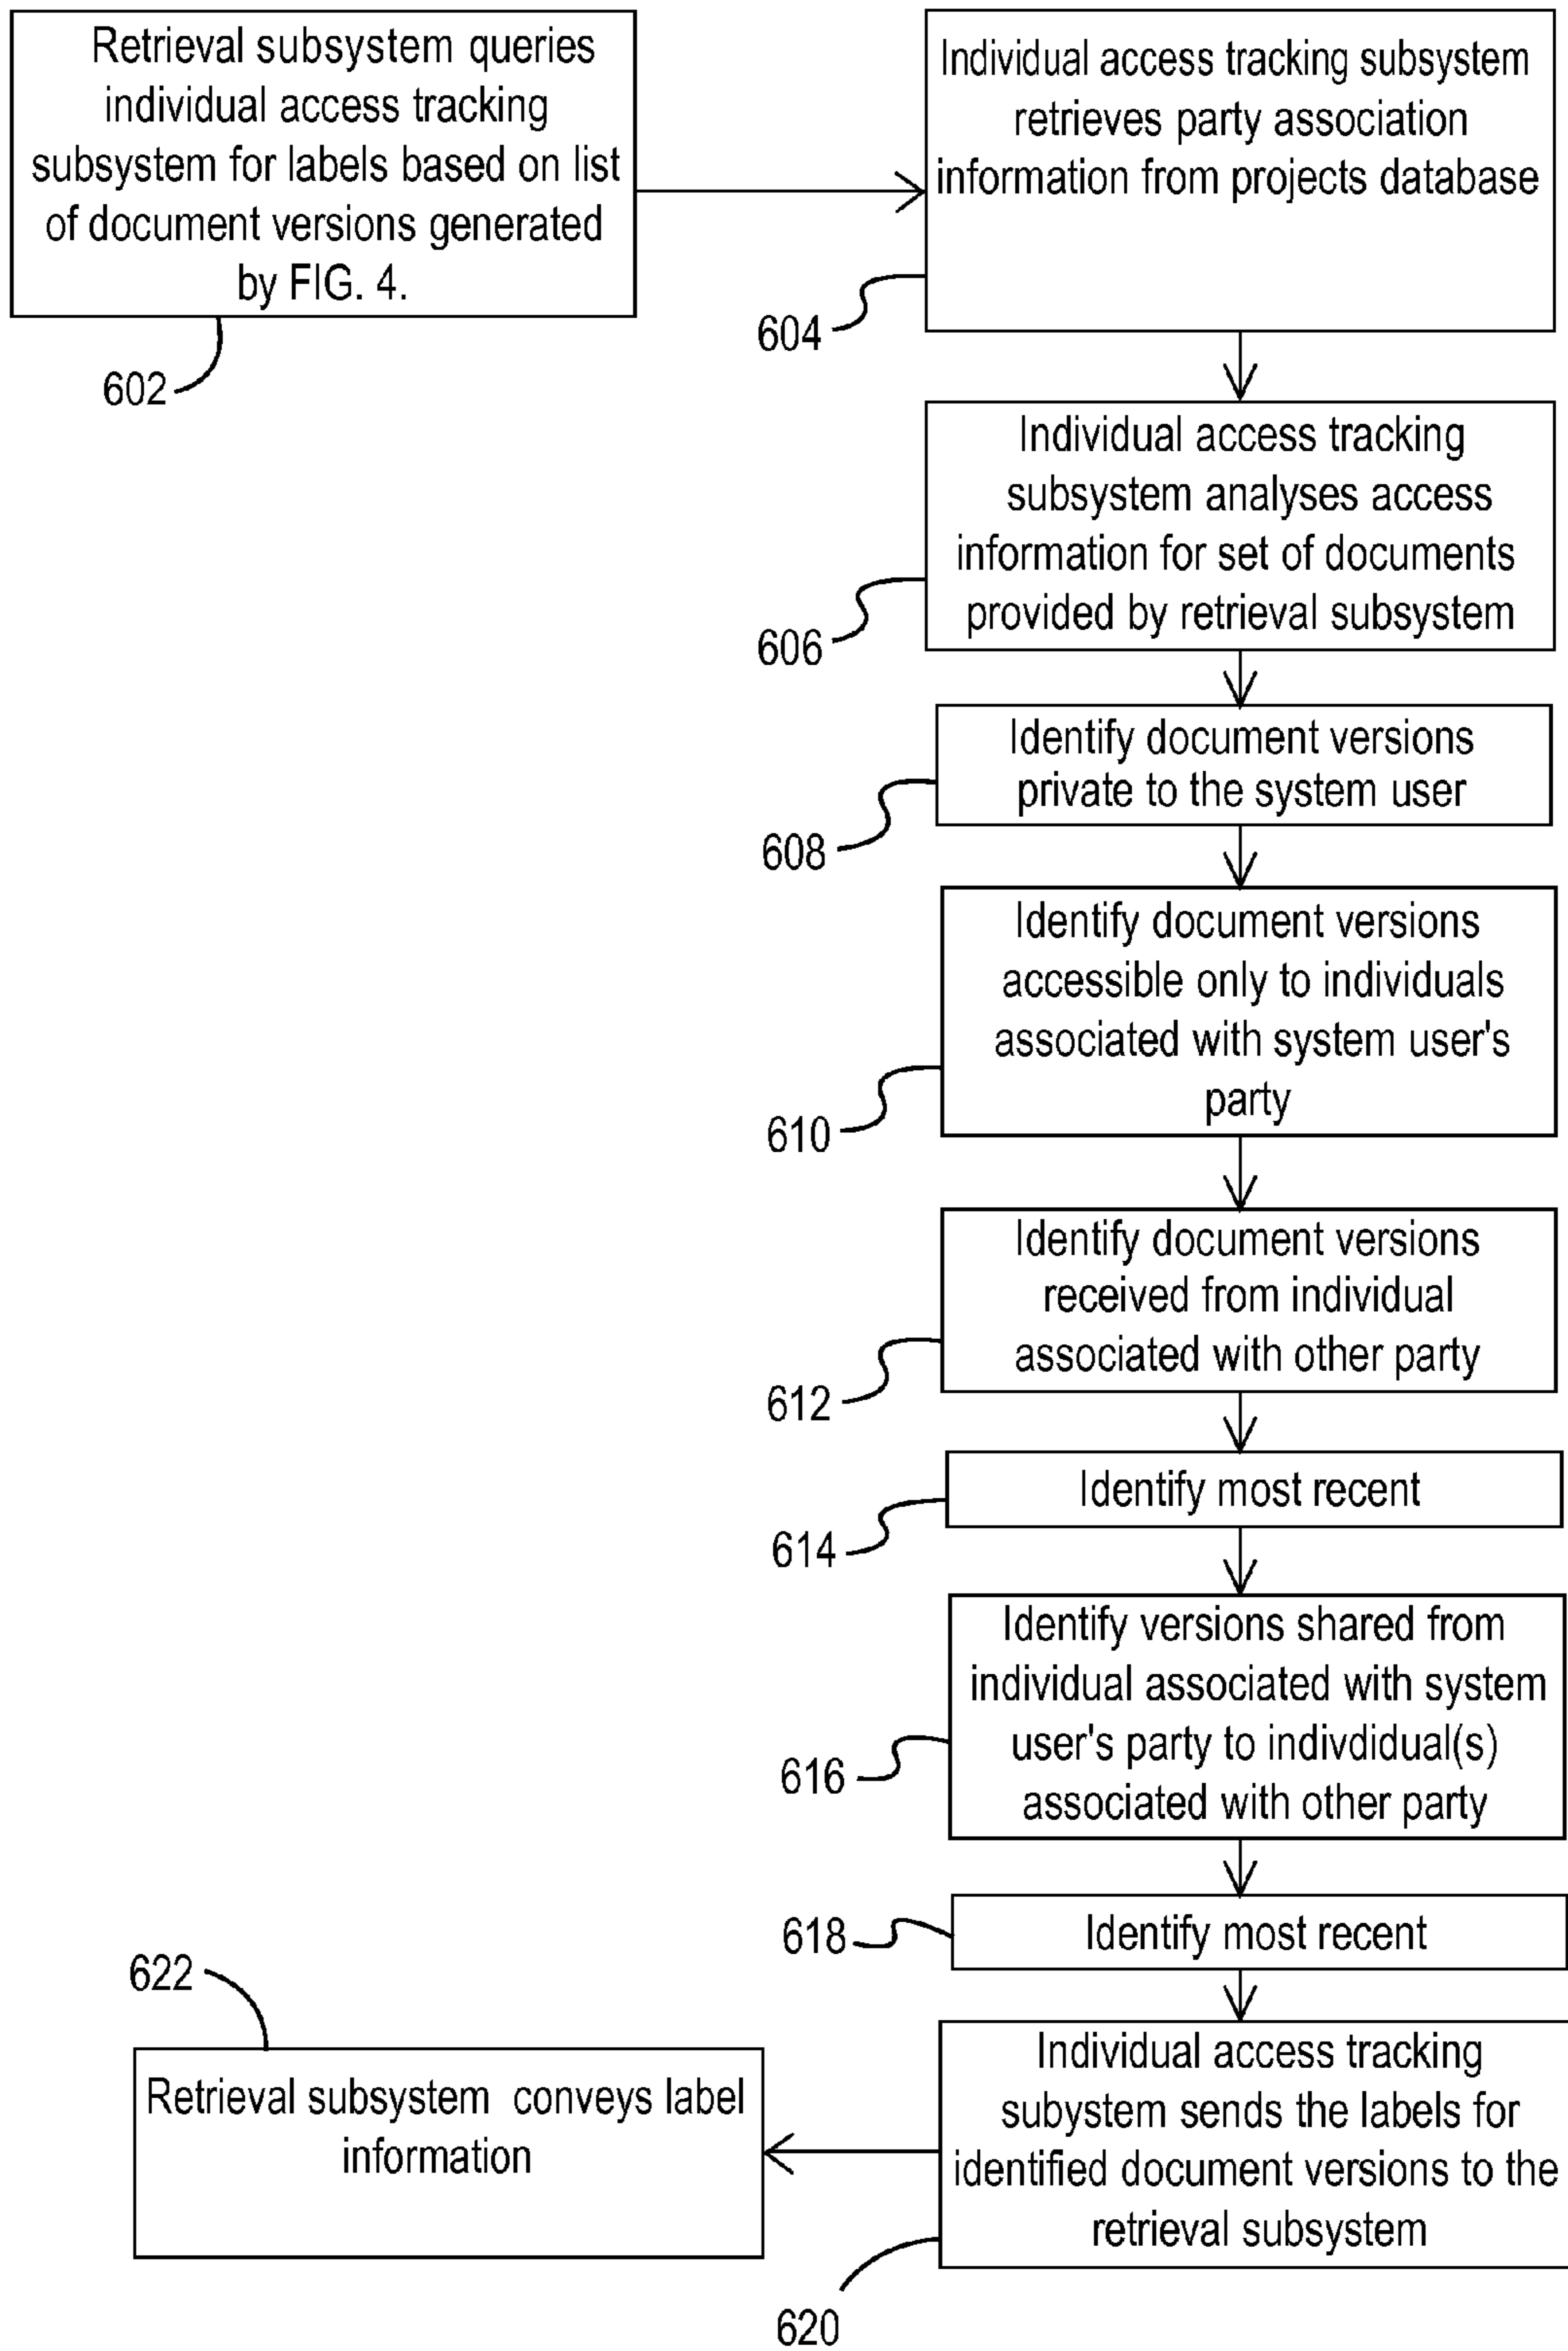 Retrieval subsystem queries
individual access tracking
subsystem for labels based on list
of document versions generated
by FIG. 4.
602
Individual access tracking subsystem
retrieves party association
information from projects database
604
Individual access tracking
subsystem analyses access
information for set of documents
provided by retrieval subsystem
606
Identify document versions
private to the system user
608
Identify document versions
accessible only to individuals
associated with system user's
party
610
Identify document versions
received from individual
associated with other party
612
Identify most recent
614
Identify versions shared from
individual associated with system
user's party to indivdidual(s)
associated with other party
616
Identify most recent
618
Individual access tracking
subystem sends the labels for
identified document versions to the
retrieval subsystem
620
622
Retrieval subsystem conveys label
information